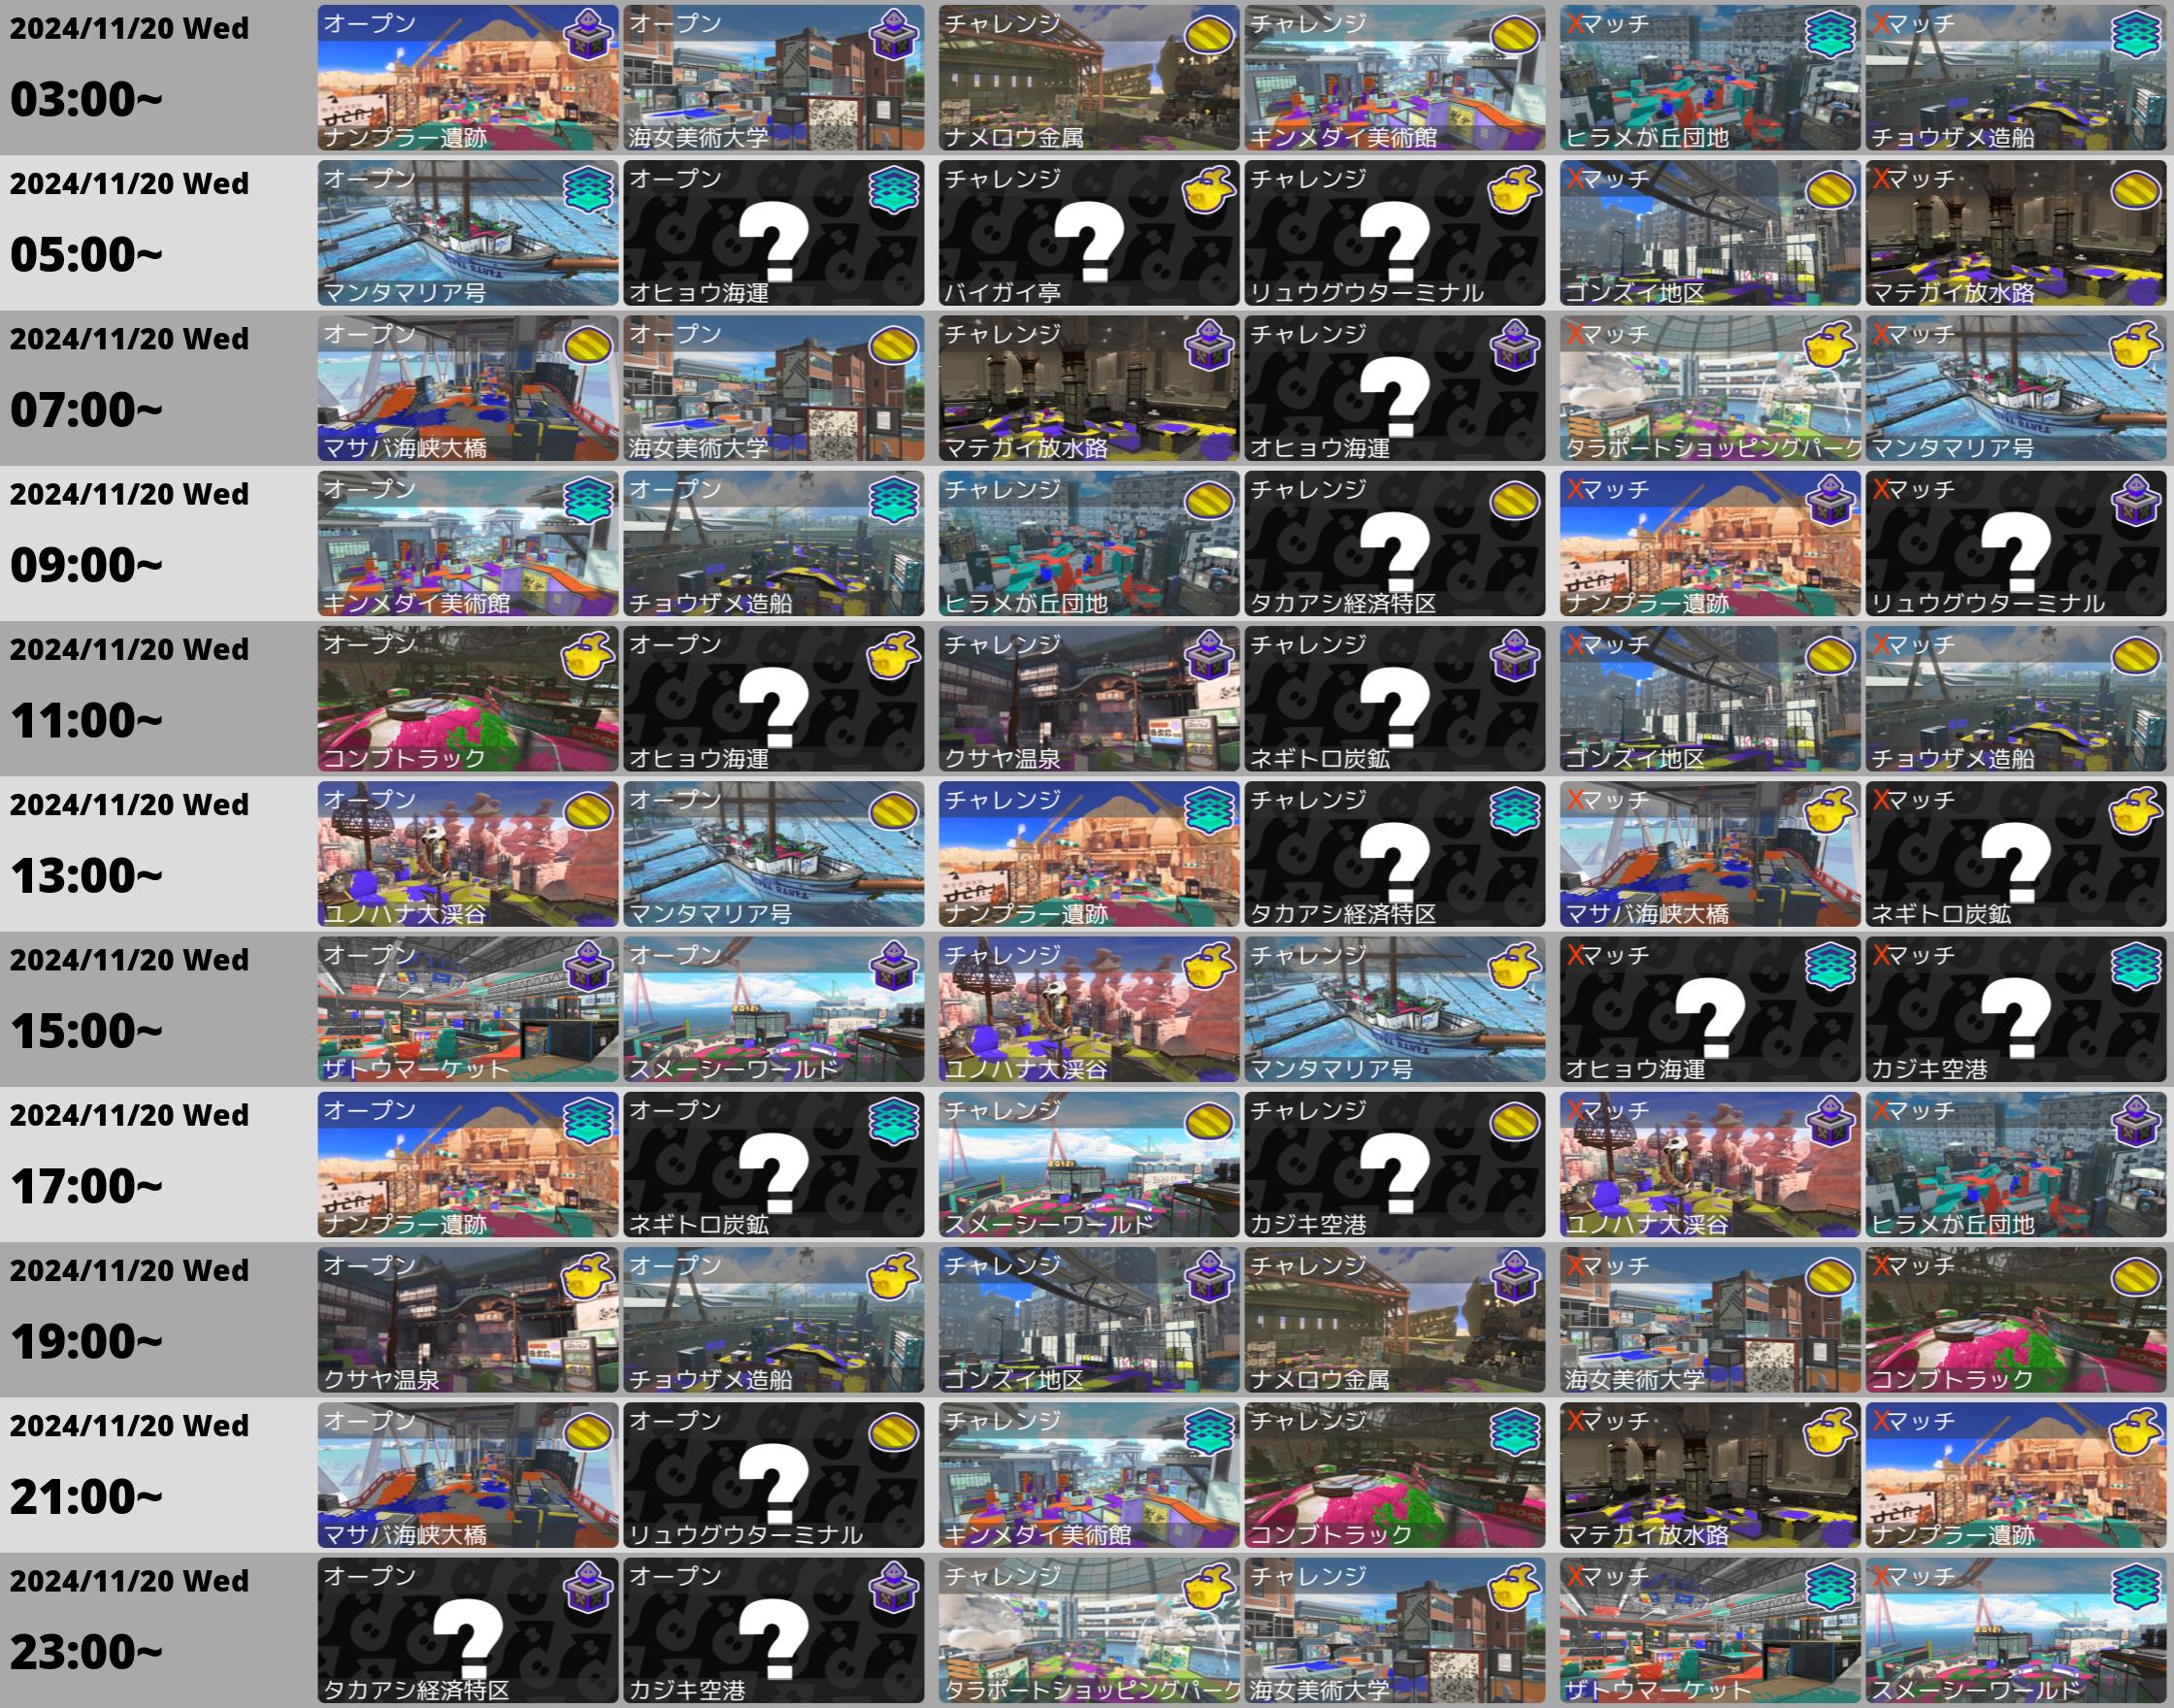 2024/11/20 Wed
03:00~
オープン
ナンプラー遺跡
オープン
海女美術大学
チャレンジ
ナメロウ金属
チャレンジ
キンメダイ美術館
Xマッチ
ヒラメが丘団地
Xマッチ
チョウザメ造船
2024/11/20 Wed
05:00~
オープン
マンタマリア号
オープン
?
オヒョウ海運
チャレンジ
?
バイガイ亭
チャレンジ
?
リュウグウターミナル
Xマッチ
ゴンズイ地区
Xマッチ
マテガイ放水路
2024/11/20 Wed
07:00~
オープン
マサバ海峡大橋
オープン
海女美術大学
チャレンジ
マテガイ放水路
チャレンジ
?
オヒョウ海運
Xマッチ
タラポートショッピングパーク
Xマッチ
マンタマリア号
2024/11/20 Wed
09:00~
オープン
キンメダイ美術館
オープン
チョウザメ造船
チャレンジ
ヒラメが丘団地
チャレンジ
?
タカアシ経済特区
Xマッチ
ナンプラー遺跡
Xマッチ
?
リュウグウターミナル
2024/11/20 Wed
11:00~
オープン
コンブトラック
オープン
?
オヒョウ海運
チャレンジ
クサヤ温泉
チャレンジ
?
ネギトロ炭鉱
Xマッチ
ゴンズイ地区
Xマッチ
チョウザメ造船
2024/11/20 Wed
13:00~
オープン
ユノハナ大渓谷
オープン
マンタマリア号
チャレンジ
ナンプラー遺跡
チャレンジ
?
タカアシ経済特区
Xマッチ
マサバ海峡大橋
Xマッチ
?
ネギトロ炭鉱
2024/11/20 Wed
15:00~
オープン
ザトウマーケット
オープン
スメーシーワールド
チャレンジ
ユノハナ大渓谷
チャレンジ
マンタマリア号
Xマッチ
?
オヒョウ海運
Xマッチ
?
カジキ空港
2024/11/20 Wed
17:00~
オープン
ナンプラー遺跡
オープン
?
ネギトロ炭鉱
チャレンジ
スメーシーワールド
チャレンジ
?
カジキ空港
Xマッチ
ユノハナ大渓谷
Xマッチ
ヒラメが丘団地
2024/11/20 Wed
19:00~
オープン
クサヤ温泉
オープン
チョウザメ造船
チャレンジ
ゴンズイ地区
チャレンジ
ナメロウ金属
Xマッチ
海女美術大学
Xマッチ
コンブトラック
2024/11/20 Wed
21:00~
オープン
マサバ海峡大橋
オープン
?
リュウグウターミナル
チャレンジ
キンメダイ美術館
チャレンジ
コンブトラック
Xマッチ
マテガイ放水路
Xマッチ
ナンプラー遺跡
2024/11/20 Wed
23:00~
オープン
?
タカアシ経済特区
オープン
?
カジキ空港
チャレンジ
タラポートショッピングパーク
チャレンジ
海女美術大学
Xマッチ
ザトウマーケット
Xマッチ
スメーシーワールド